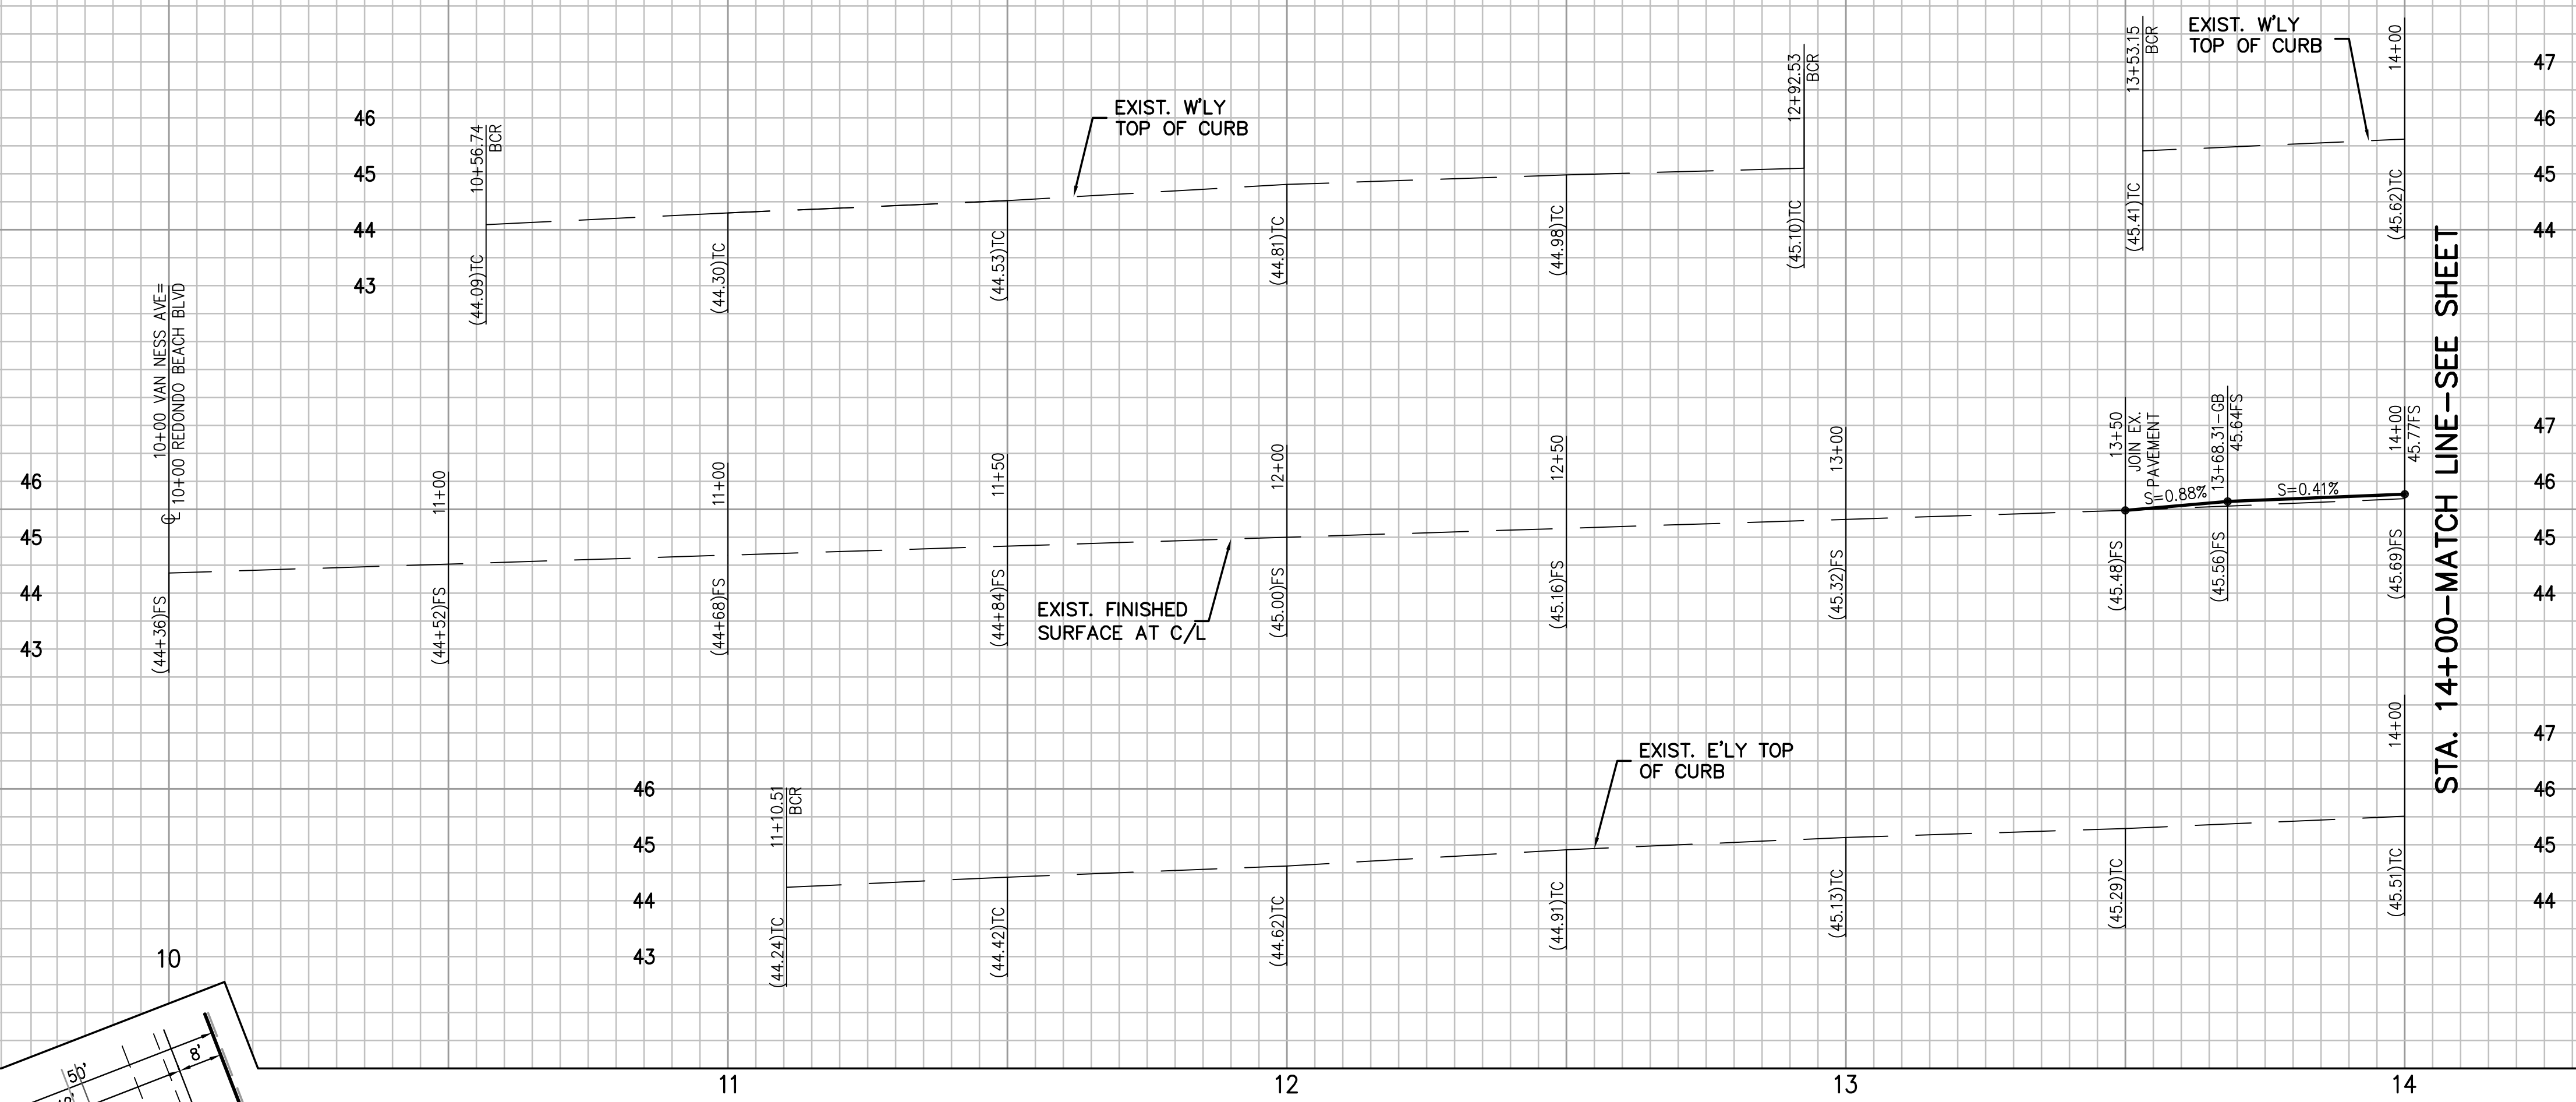 EXIST. W'LY
TOP OF CURB
47
46
45
44
43
10+56.74
BCR
(44.09)TC
(44.30)TC
(44.53)TC
(44.81)TC
(44.98)TC
12+92.53
BCR
(45.10)TC
13+53.15
BCR
(45.41)TC
EXIST. W'LY
TOP OF CURB
14+00
(45.62)TC
46
45
44
10+00 VAN NESS AVE=
℄ 10+00 REDONDO BEACH BLVD
46
45
44
43
(44+36)FS
11+00
(44+52)FS
11+00
(44+68)FS
11+50
(44+84)FS
EXIST. FINISHED
SURFACE AT C/L
12+00
(45.00)FS
12+50
(45.16)FS
13+00
(45.32)FS
13+50
JOIN EX.
PAVEMENT
(45.48)FS
S=0.88%
13+68.31-GB
45.64FS
(45.56)FS
S=0.41%
14+00
45.77FS
(45.69)FS
47
46
45
44
STA. 14+00-MATCH LINE-SEE SHEET
46
45
44
43
11+10.51
BCR
(44.24)TC
(44.42)TC
(44.62)TC
EXIST. E'LY TOP
OF CURB
(44.91)TC
(45.13)TC
(45.29)TC
14+00
(45.51)TC
47
46
45
44
10
11
12
13
14
50'
8'